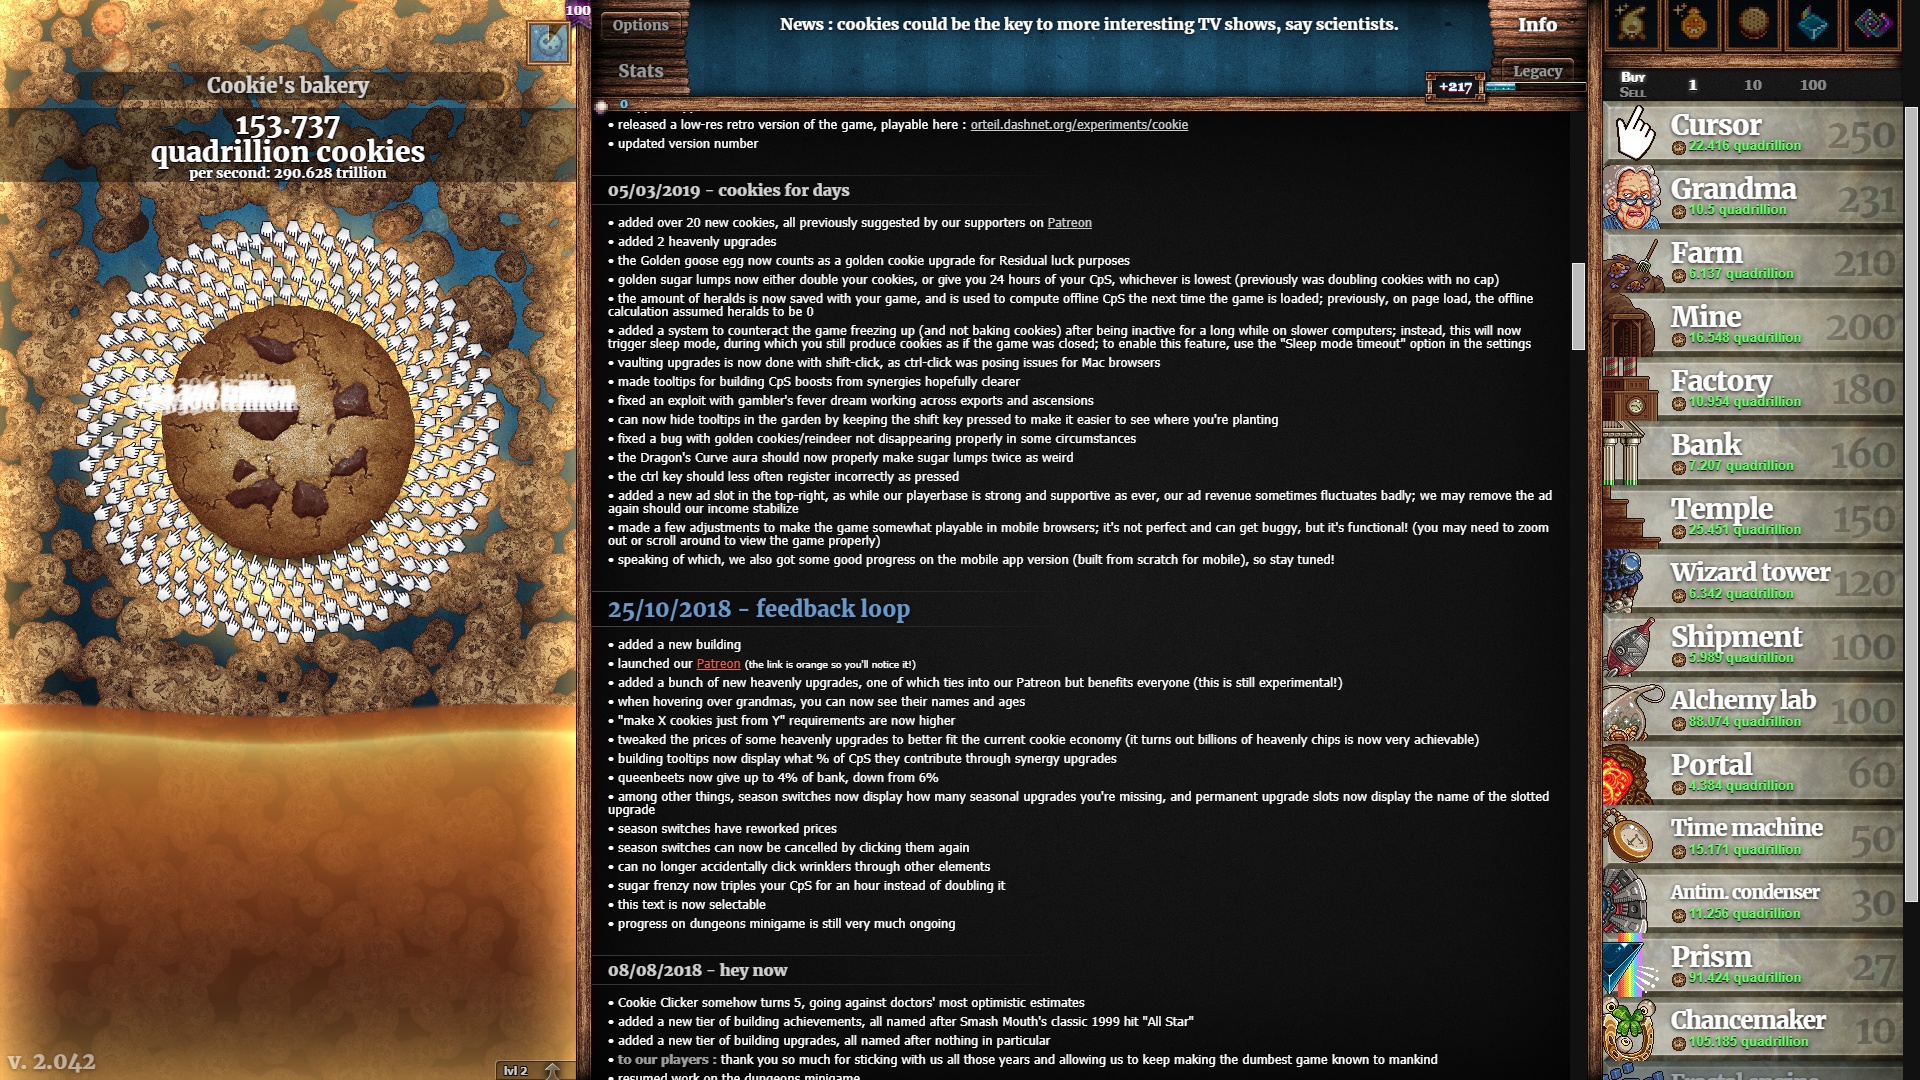 100
Cookie's bakery
153.737
quadrillion cookies
per second: 290.628 trillion
v. 2.042
lvl 2
Options
Stats
News : cookies could be the key to more interesting TV shows, say scientists.
Info
Legacy
+217
0
• released a low-res retro version of the game, playable here : orteil.dashnet.org/experiments/cookie
• updated version number
05/03/2019 - cookies for days
• added over 20 new cookies, all previously suggested by our supporters on Patreon
• added 2 heavenly upgrades
• the Golden goose egg now counts as a golden cookie upgrade for Residual luck purposes
• golden sugar lumps now either double your cookies, or give you 24 hours of your CpS, whichever is lowest (previously was doubling cookies with no cap)
• the amount of heralds is now saved with your game, and is used to compute offline CpS the next time the game is loaded; previously, on page load, the offline
calculation assumed heralds to be 0
• added a system to counteract the game freezing up (and not baking cookies) after being inactive for a long while on slower computers; instead, this will now
trigger sleep mode, during which you still produce cookies as if the game was closed; to enable this feature, use the "Sleep mode timeout" option in the settings
• vaulting upgrades is now done with shift-click, as ctrl-click was posing issues for Mac browsers
• made tooltips for building CpS boosts from synergies hopefully clearer
• fixed an exploit with gambler's fever dream working across exports and ascensions
• can now hide tooltips in the garden by keeping the shift key pressed to make it easier to see where you're planting
• fixed a bug with golden cookies/reindeer not disappearing properly in some circumstances
• the Dragon's Curve aura should now properly make sugar lumps twice as weird
• the ctrl key should less often register incorrectly as pressed
• added a new ad slot in the top-right, as while our playerbase is strong and supportive as ever, our ad revenue sometimes fluctuates badly; we may remove the ad
again should our income stabilize
• made a few adjustments to make the game somewhat playable in mobile browsers; it's not perfect and can get buggy, but it's functional! (you may need to zoom
out or scroll around to view the game properly)
• speaking of which, we also got some good progress on the mobile app version (built from scratch for mobile), so stay tuned!
25/10/2018 - feedback loop
• added a new building
• launched our Patreon (the link is orange so you'll notice it!)
• added a bunch of new heavenly upgrades, one of which ties into our Patreon but benefits everyone (this is still experimental!)
• when hovering over grandmas, you can now see their names and ages
• "make X cookies just from Y" requirements are now higher
• tweaked the prices of some heavenly upgrades to better fit the current cookie economy (it turns out billions of heavenly chips is now very achievable)
• building tooltips now display what % of CpS they contribute through synergy upgrades
• queenbeets now give up to 4% of bank, down from 6%
• among other things, season switches now display how many seasonal upgrades you're missing, and permanent upgrade slots now display the name of the slotted
upgrade
• season switches have reworked prices
• season switches can now be cancelled by clicking them again
• can no longer accidentally click wrinklers through other elements
• sugar frenzy now triples your CpS for an hour instead of doubling it
• this text is now selectable
• progress on dungeons minigame is still very much ongoing
08/08/2018 - hey now
• Cookie Clicker somehow turns 5, going against doctors' most optimistic estimates
• added a new tier of building achievements, all named after Smash Mouth's classic 1999 hit "All Star"
• added a new tier of building upgrades, all named after nothing in particular
• to our players : thank you so much for sticking with us all those years and allowing us to keep making the dumbest game known to mankind
• resumed work on the dungeons minigame
Buy
Sell
1 10 100
Cursor 250
22.416 quadrillion
Grandma 231
10.5 quadrillion
Farm 210
6.137 quadrillion
Mine 200
16.548 quadrillion
Factory 180
10.954 quadrillion
Bank 160
7.207 quadrillion
Temple 150
25.451 quadrillion
Wizard tower 120
6.342 quadrillion
Shipment 100
5.989 quadrillion
Alchemy lab 100
88.074 quadrillion
Portal 60
4.384 quadrillion
Time machine 50
15.171 quadrillion
Antim. condenser 30
11.256 quadrillion
Prism 27
91.424 quadrillion
Chancemaker 10
105.185 quadrillion
Fractal engine